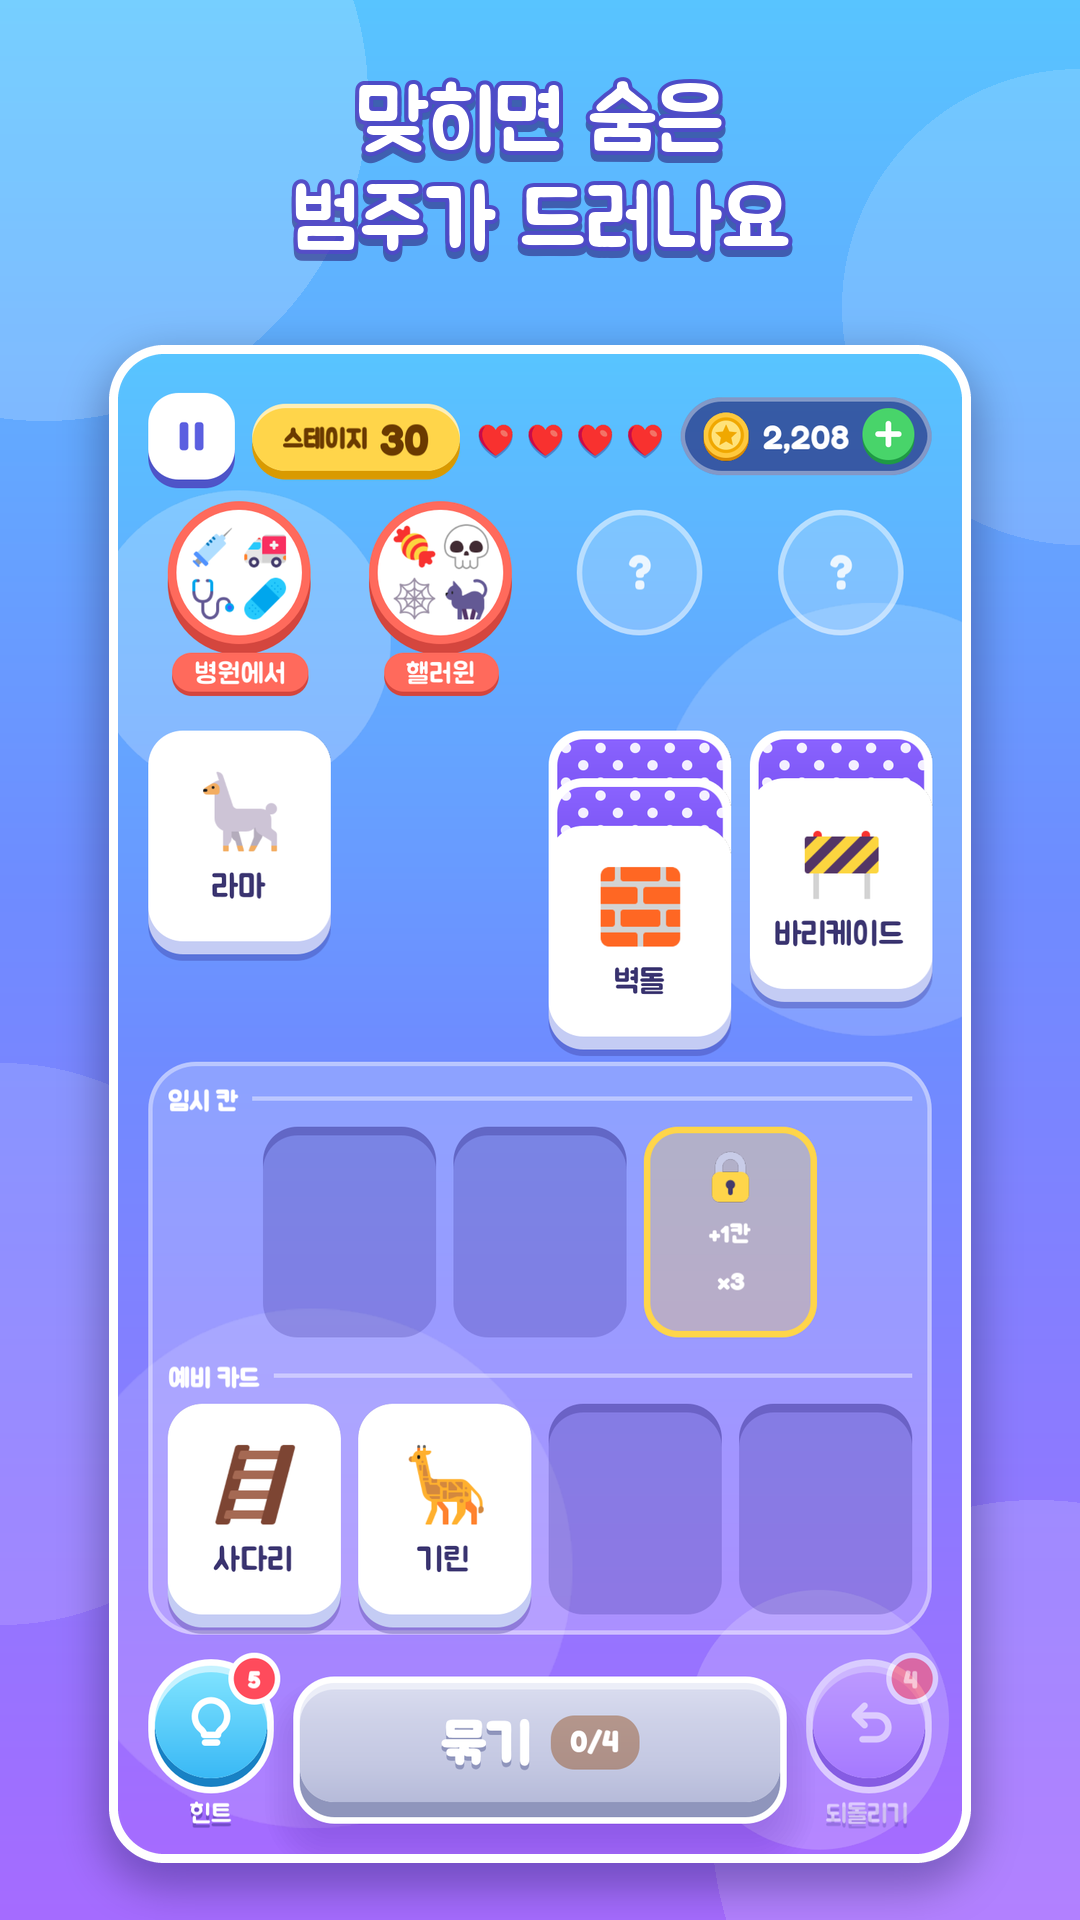 맞히면 숨은
범주가 드러나요
스테이지 30
2,208
병원에서
핼러윈
?
?
라마
벽돌
바리케이드
임시 칸
+1칸
×3
예비 카드
사다리
기린
5
힌트
묶기 0/4
4
되돌리기